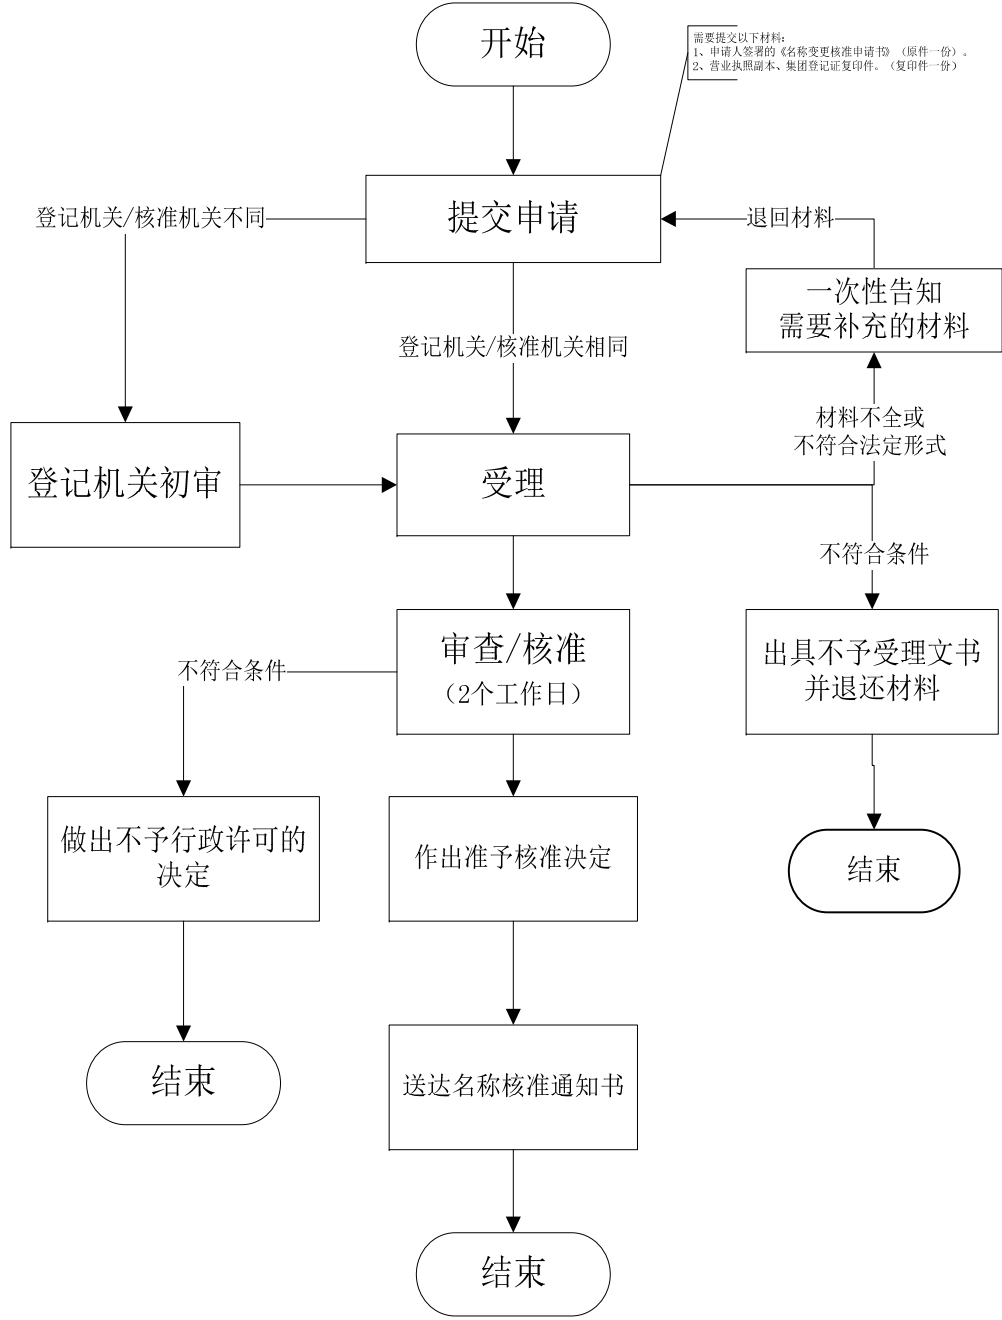 开始
需要提交以下材料：
1、申请人签署的《名称变更核准申请书》（原件一份）。
2、营业执照副本、集团登记证复印件。（复印件一份）
登记机关/核准机关不同
提交申请
退回材料
一次性告知
需要补充的材料
登记机关/核准机关相同
材料不全或
不符合法定形式
登记机关初审
受理
不符合条件
审查/核准
（2个工作日）
不符合条件
出具不予受理文书
并退还材料
做出不予行政许可的
决定
作出准予核准决定
结束
结束
送达名称核准通知书
结束